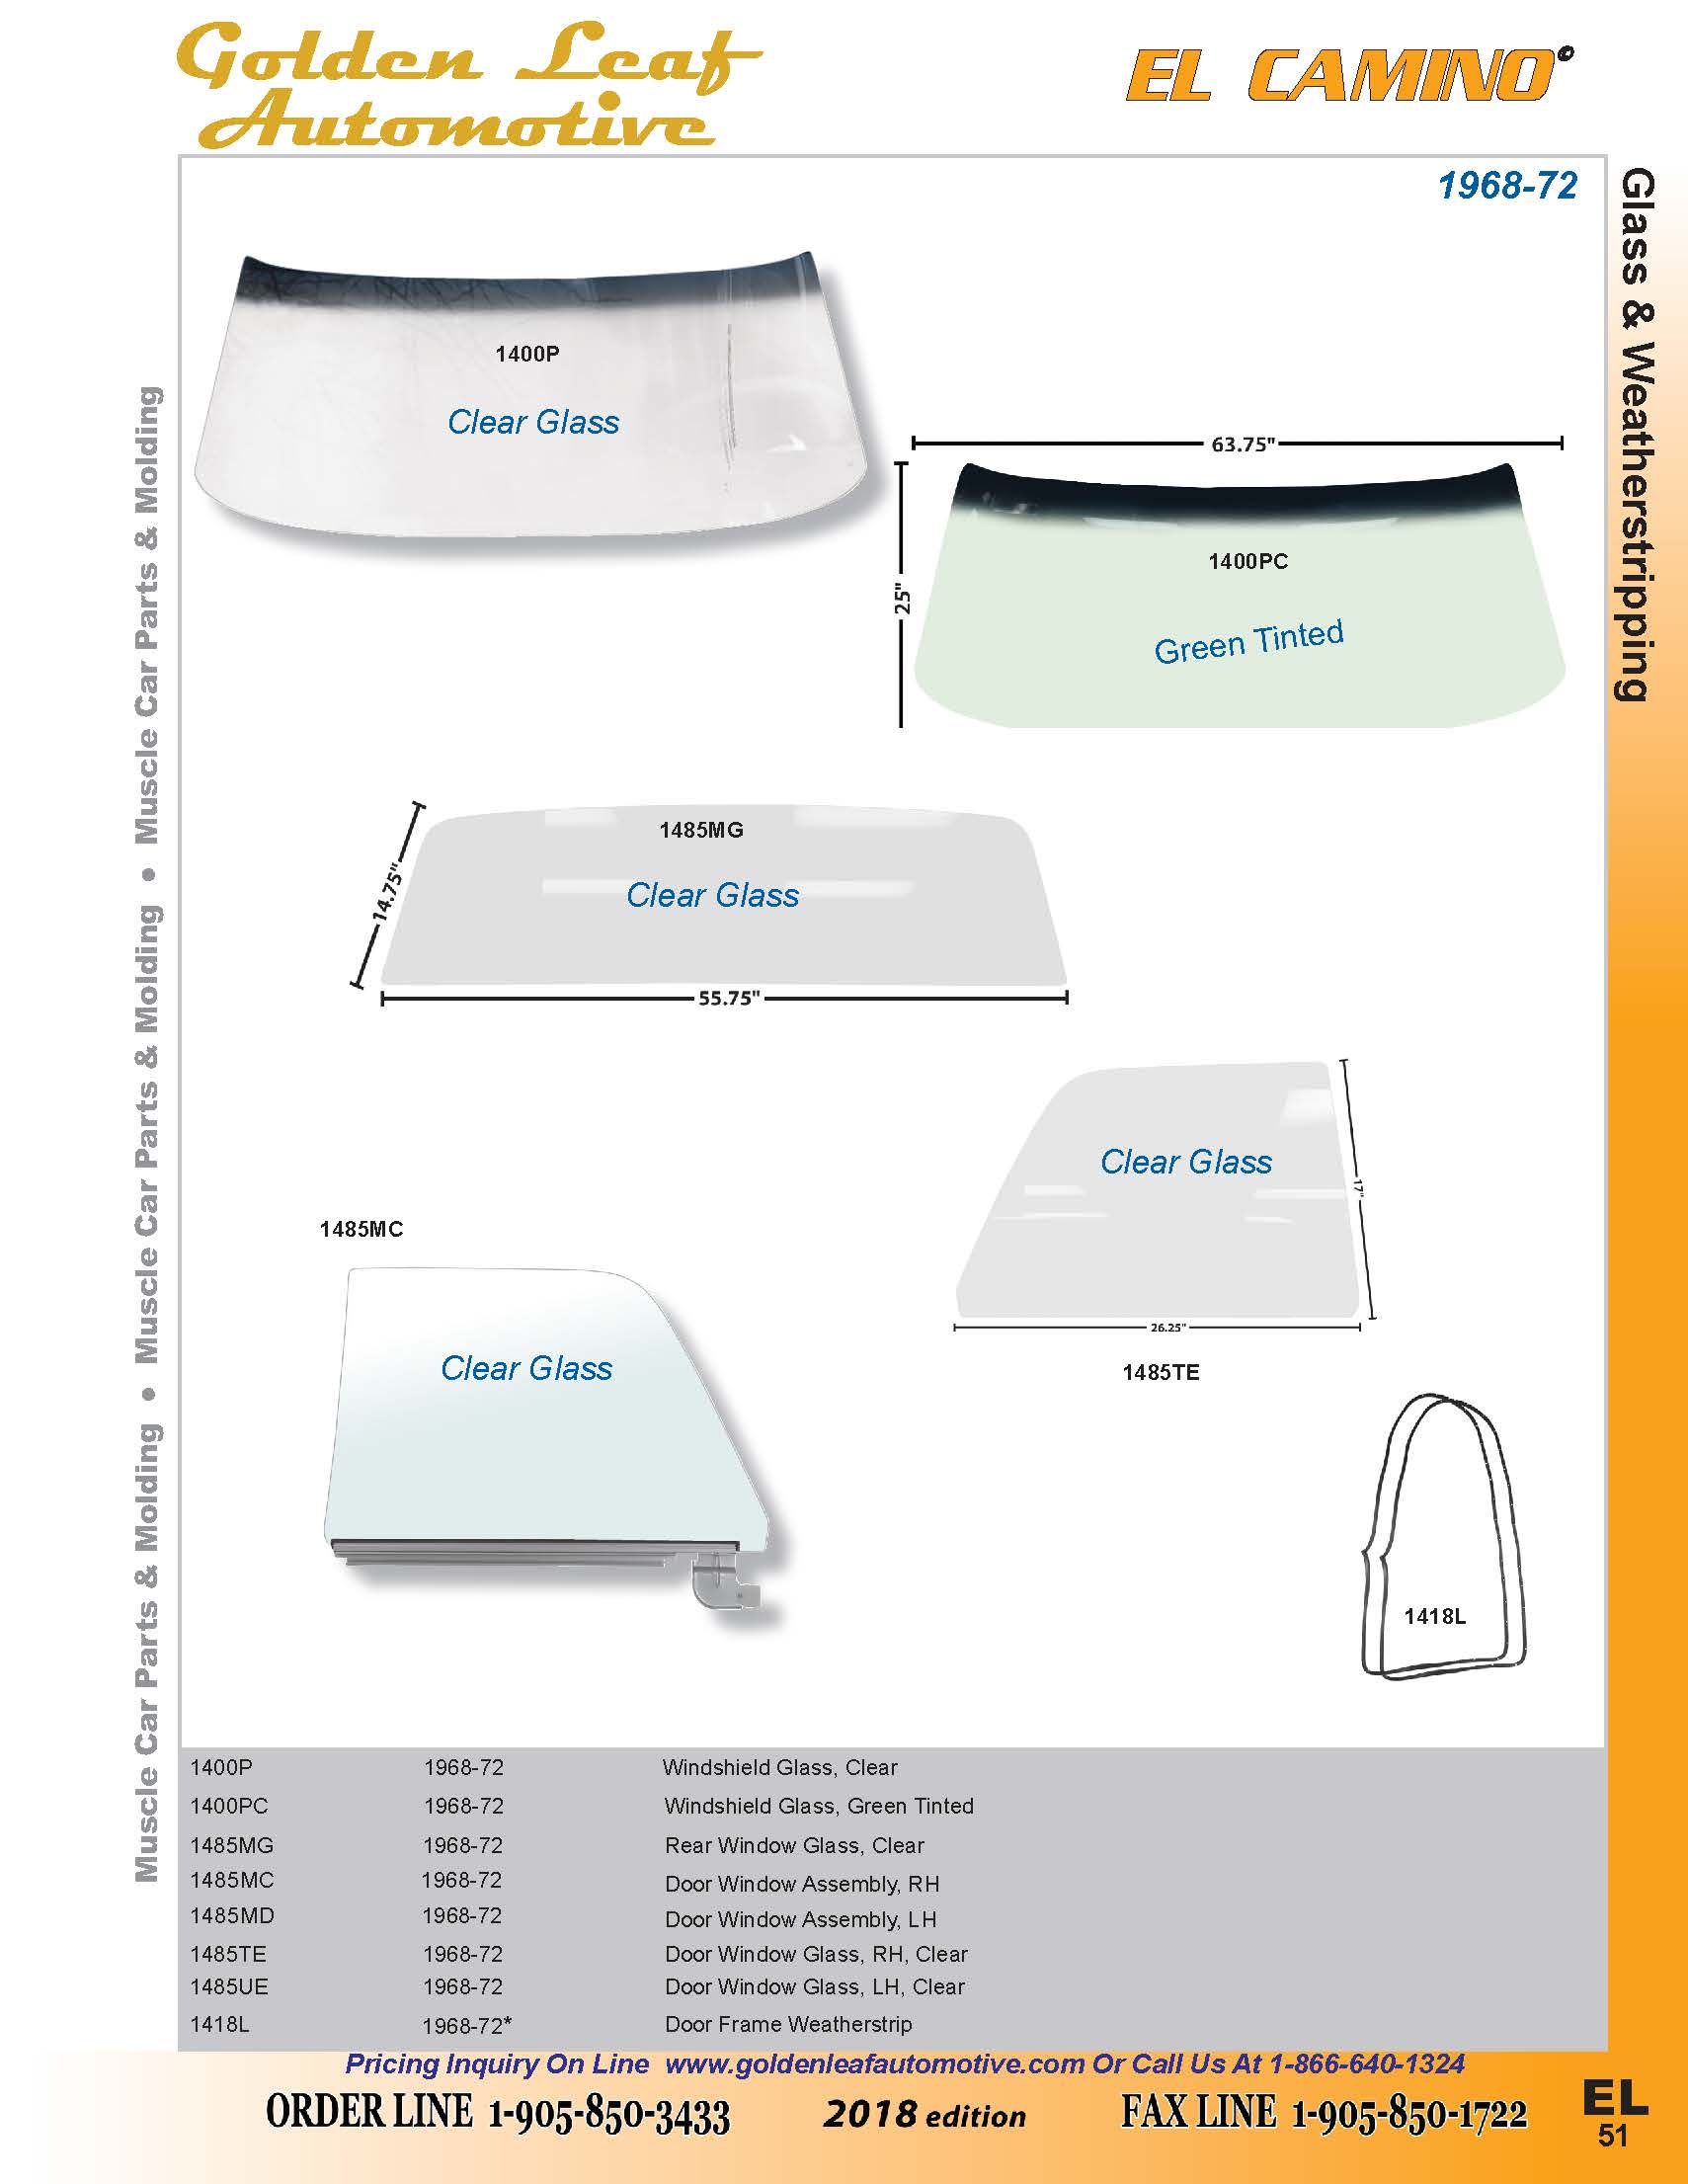 Golden Leaf
Automotive
EL CAMINO
1968-72
Glass & Weatherstripping
Muscle Car Parts & Molding • Muscle Car Parts & Molding • Muscle Car Parts & Molding
1400P
Clear Glass
63.75"
25"
1400PC
Green Tinted
1485MG
14.75"
Clear Glass
55.75"
Clear Glass
17"
26.25"
1485TE
1485MC
Clear Glass
1418L
1400P 1968-72 Windshield Glass, Clear
1400PC 1968-72 Windshield Glass, Green Tinted
1485MG 1968-72 Rear Window Glass, Clear
1485MC 1968-72 Door Window Assembly, RH
1485MD 1968-72 Door Window Assembly, LH
1485TE 1968-72 Door Window Glass, RH, Clear
1485UE 1968-72 Door Window Glass, LH, Clear
1418L 1968-72* Door Frame Weatherstrip
Pricing Inquiry On Line www.goldenleafautomotive.com Or Call Us At 1-866-640-1324
ORDER LINE 1-905-850-3433 2018 edition FAX LINE 1-905-850-1722
EL
51